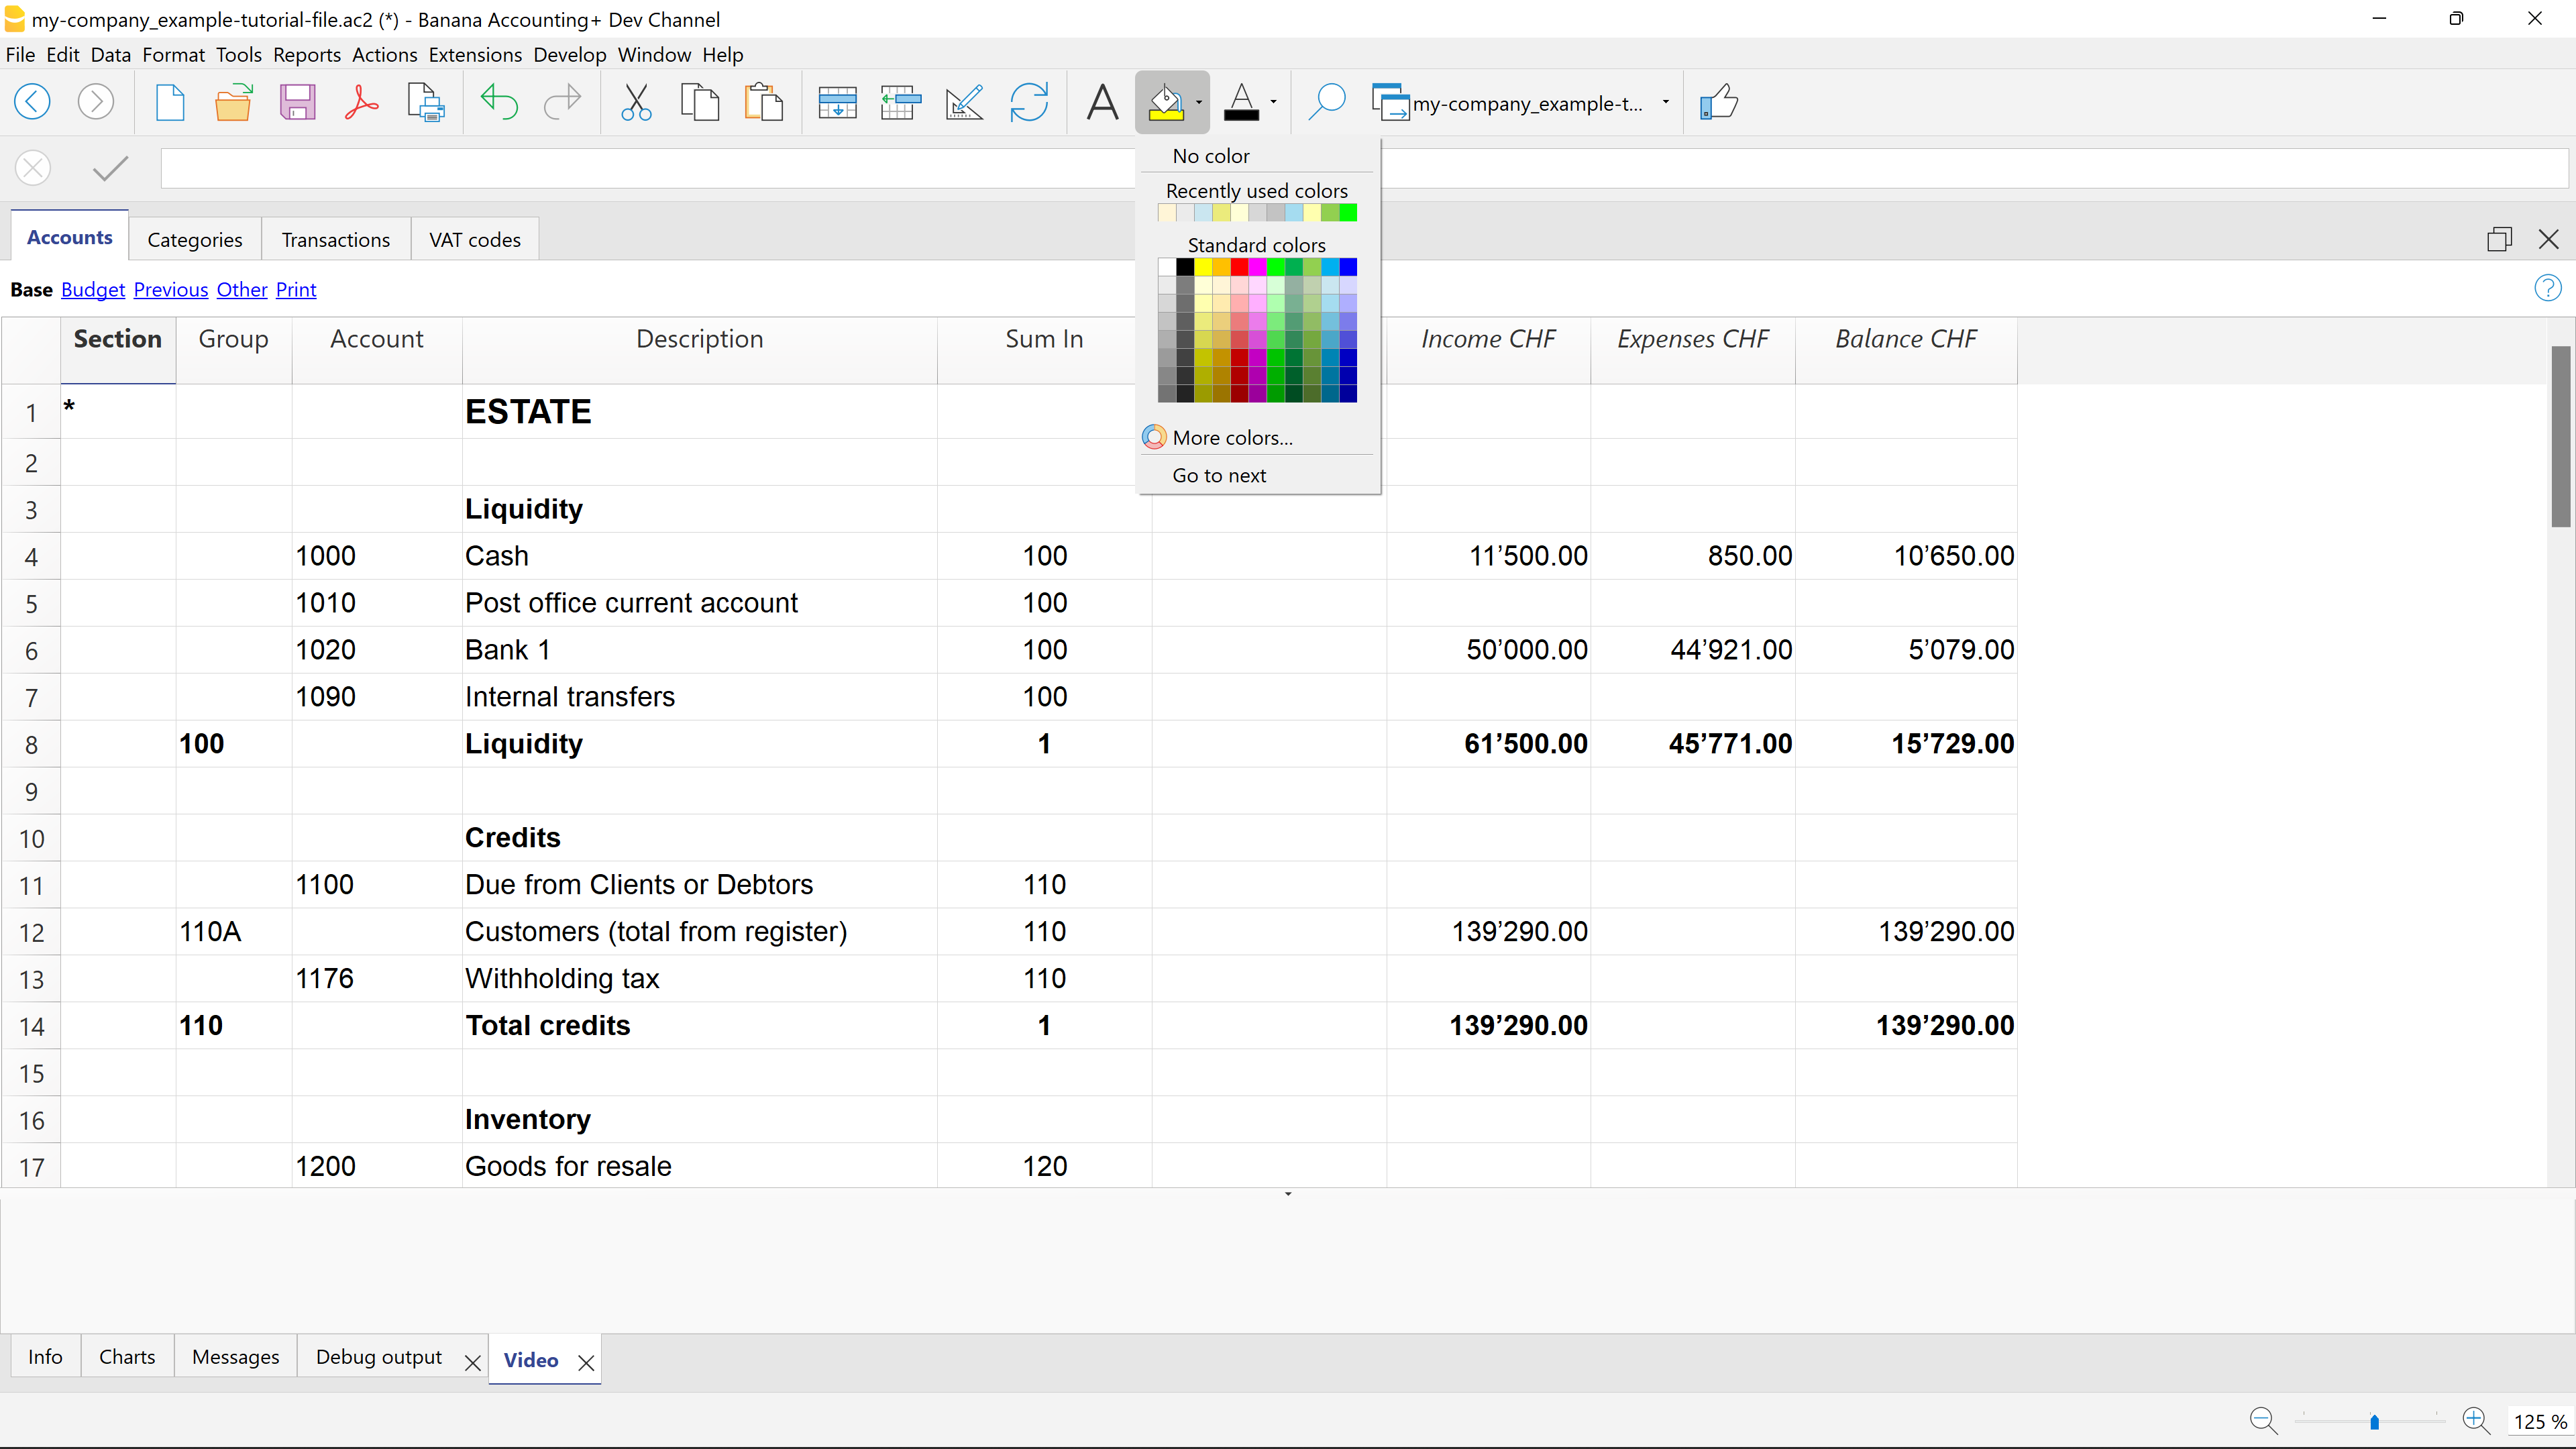 my-company_example-tutorial-file.ac2 (*) - Banana Accounting+ Dev Channel
File Edit Data Format Tools Reports Actions Extensions Develop Window Help
my-company_example-t...
No color
Recently used colors
Standard colors
More colors...
Go to next
Accounts Categories Transactions VAT codes
Base Budget Previous Other Print
Section Group Account Description Sum In Income CHF Expenses CHF Balance CHF
1 * ESTATE
2
3 Liquidity
4 1000 Cash 100 11’500.00 850.00 10’650.00
5 1010 Post office current account 100
6 1020 Bank 1 100 50’000.00 44’921.00 5’079.00
7 1090 Internal transfers 100
8 100 Liquidity 1 61’500.00 45’771.00 15’729.00
9
10 Credits
11 1100 Due from Clients or Debtors 110
12 110A Customers (total from register) 110 139’290.00 139’290.00
13 1176 Withholding tax 110
14 110 Total credits 1 139’290.00 139’290.00
15
16 Inventory
17 1200 Goods for resale 120
Info Charts Messages Debug output Video
125 %